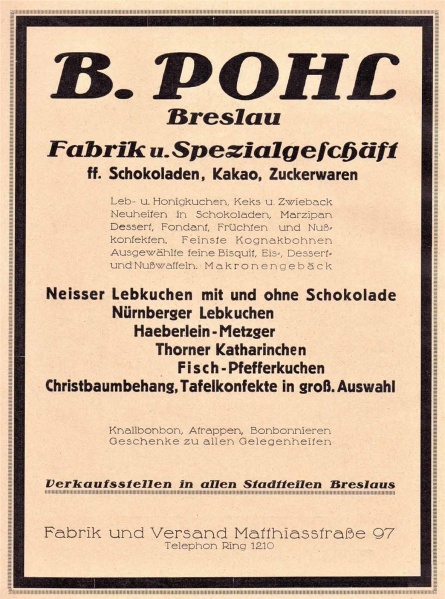 B. POHL
Breslau
Fabrik u. Spezialgeſchäft
ff. Schokoladen, Kakao, Zuckerwaren
Leb- u. Honigkuchen, Keks u. Zwieback
Neuheiten in Schokoladen, Marzipan
Dessert, Fondant, Früchten und Nuß-
konfekten. Feinste Kognakbohnen
Ausgewählte feine Bisquit, Eis-, Dessert-
und Nußwaffeln. Makronengebäck
Neisser Lebkuchen mit und ohne Schokolade
Nürnberger Lebkuchen
Haeberlein-Metzger
Thorner Katharinchen
Fisch-Pfefferkuchen
Christbaumbehang, Tafelkonfekte in groß. Auswahl
Knallbonbon, Atrappen, Bonbonnieren
Geschenke zu allen Gelegenheiten
Verkaufsstellen in allen Stadtteilen Breslaus
Fabrik und Versand Matthiasstraße 97
Telephon Ring 1210